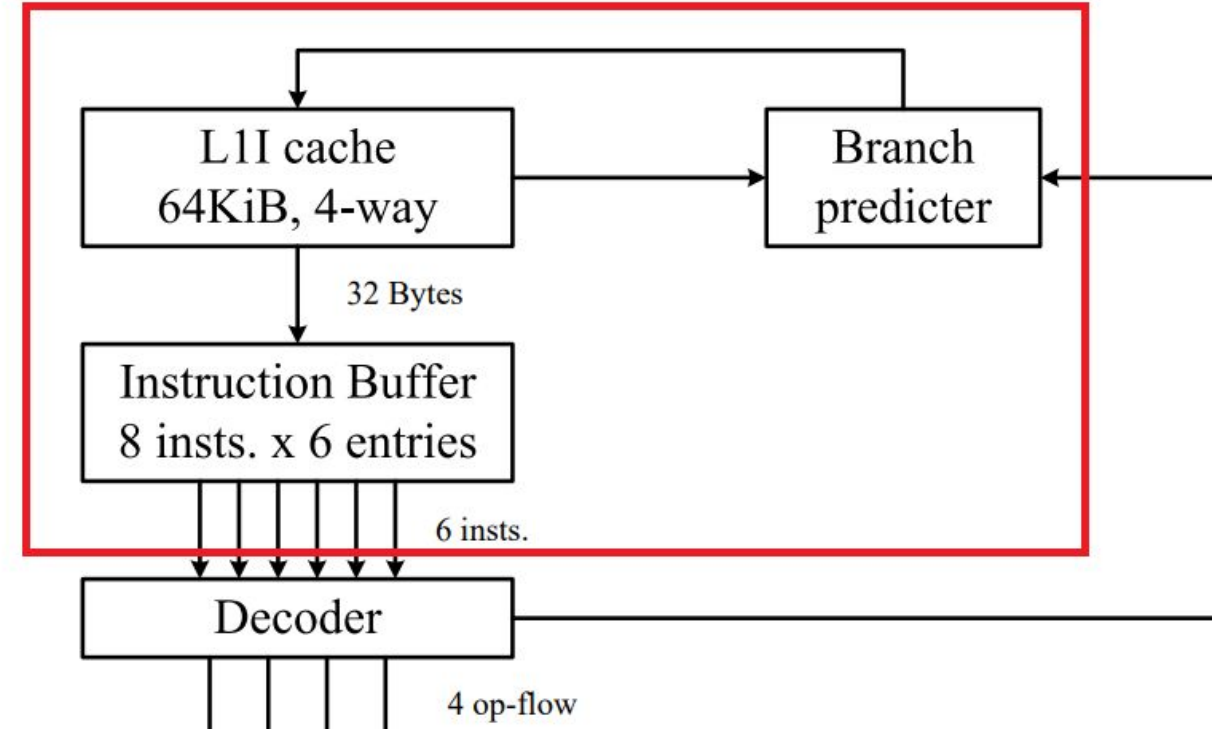 L1I cache
64KiB, 4-way
Branch
predicter
32 Bytes
Instruction Buffer
8 insts. x 6 entries
6 insts.
Decoder
4 op-flow